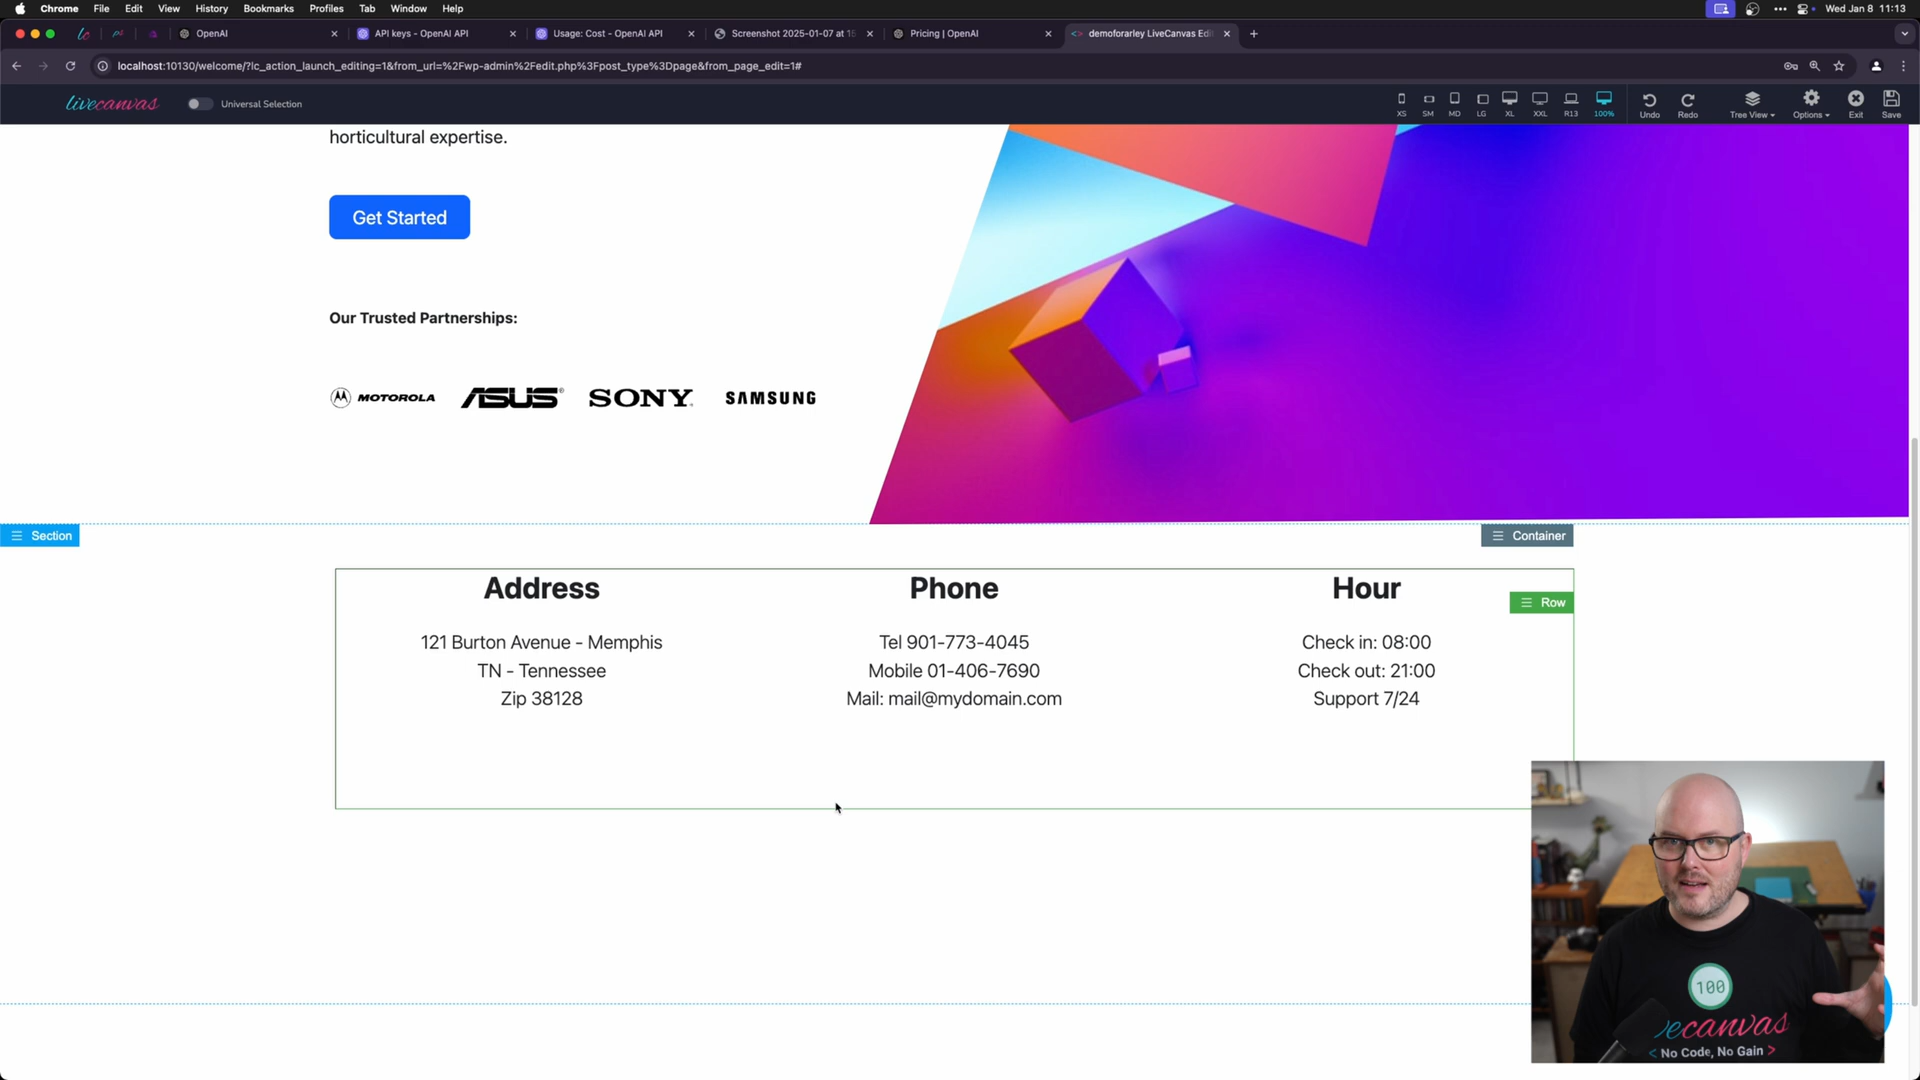 Chrome File Edit View History Bookmarks Profiles Tab Window Help
Wed Jan 8 11:13
OpenAI
API keys - OpenAI API
Usage: Cost - OpenAI API
Screenshot 2025-01-07 at 15
Pricing | OpenAI
demoforarley LiveCanvas Edi
localhost:10130/welcome/?lc_action_launch_editing=1&from_url=%2Fwp-admin%2Fedit.php%3Fpost_type%3Dpage&from_page_edit=1#
livecanvas
Universal Selection
XS SM MD LG XL XXL R13 100%
Undo Redo Tree View Options Exit Save
horticultural expertise.
Get Started
Our Trusted Partnerships:
MOTOROLA ASUS SONY SAMSUNG
Section
Container
Row
Address
121 Burton Avenue - Memphis
TN - Tennessee
Zip 38128
Phone
Tel 901-773-4045
Mobile 01-406-7690
Mail: mail@mydomain.com
Hour
Check in: 08:00
Check out: 21:00
Support 7/24
100
ecanvas
< No Code, No Gain >